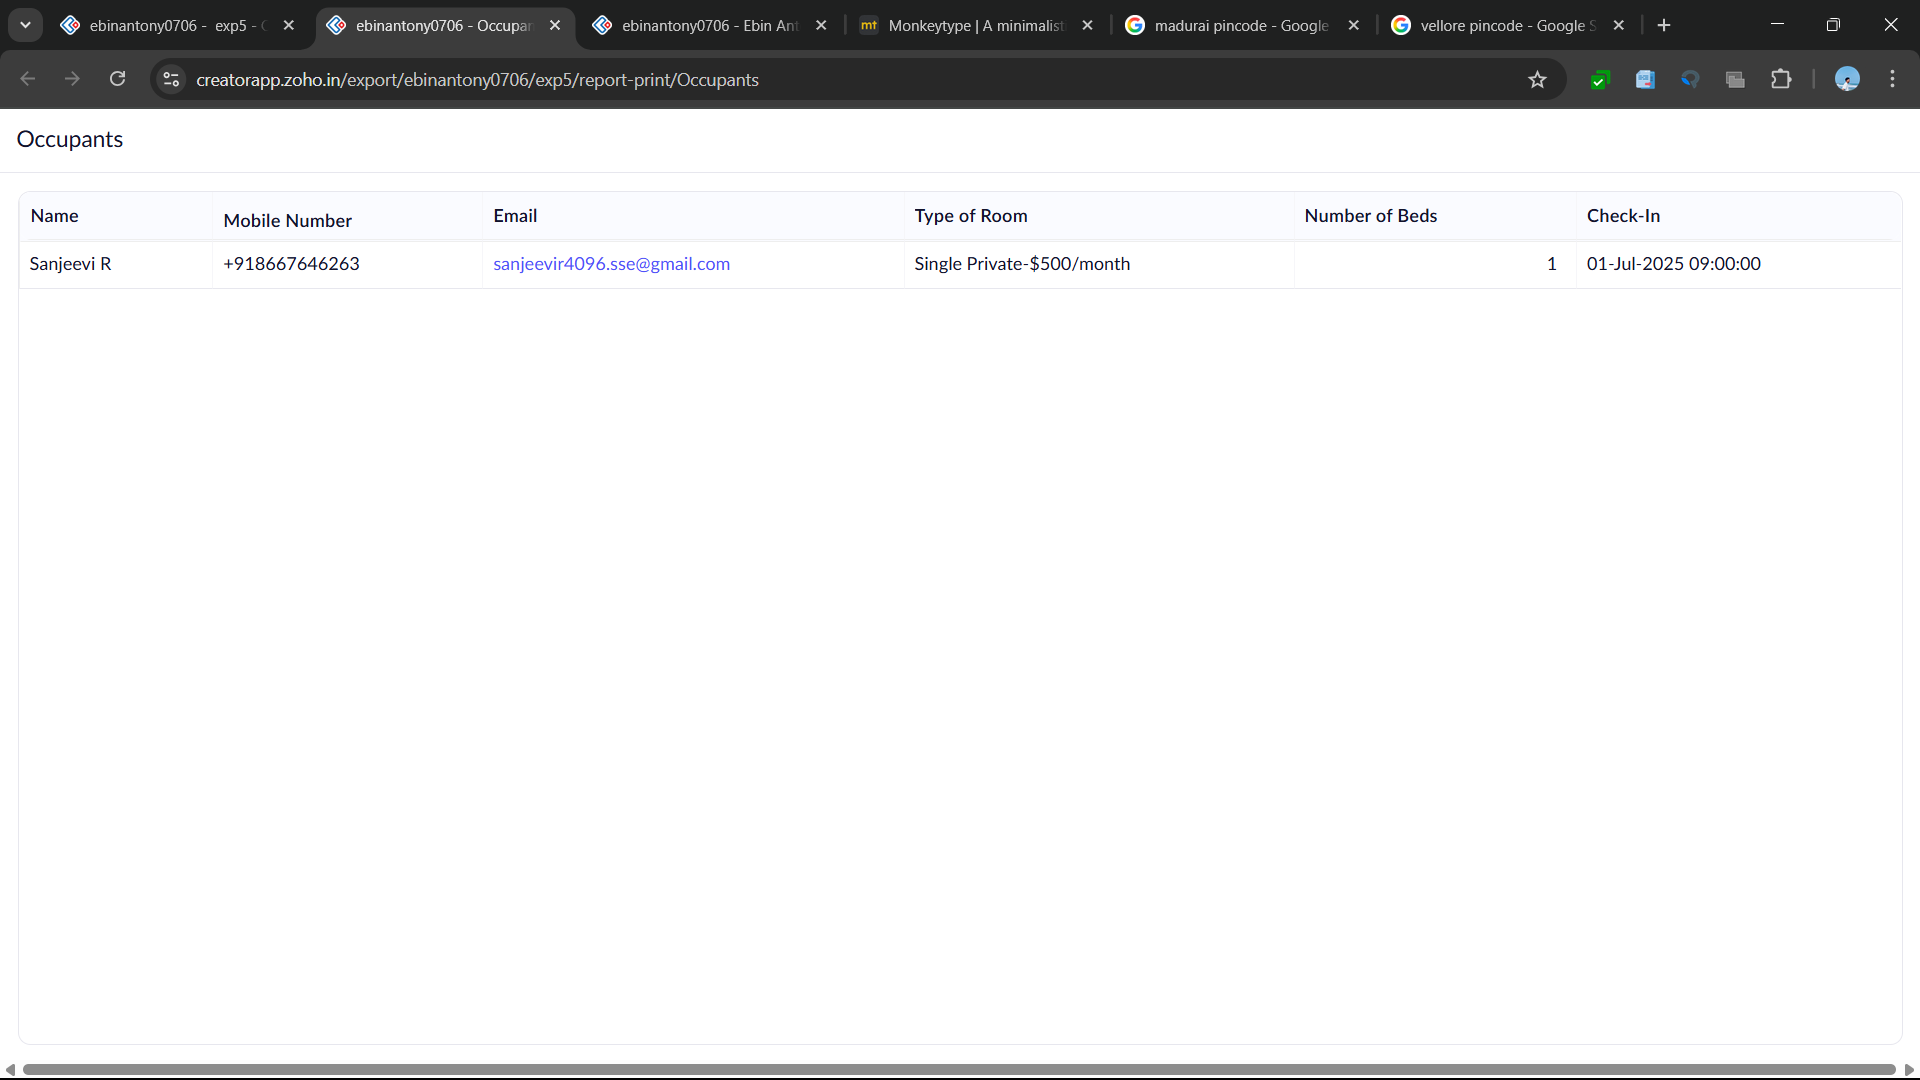 ebinantony0706 - exp5 -
ebinantony0706 - Occupan
ebinantony0706 - Ebin Ant
mt Monkeytype | A minimalist
madurai pincode - Google
vellore pincode - Google S
creatorapp.zoho.in/export/ebinantony0706/exp5/report-print/Occupants
Occupants
Name Mobile Number Email Type of Room Number of Beds Check-In
Sanjeevi R +918667646263 sanjeevir4096.sse@gmail.com Single Private-$500/month 1 01-Jul-2025 09:00:00